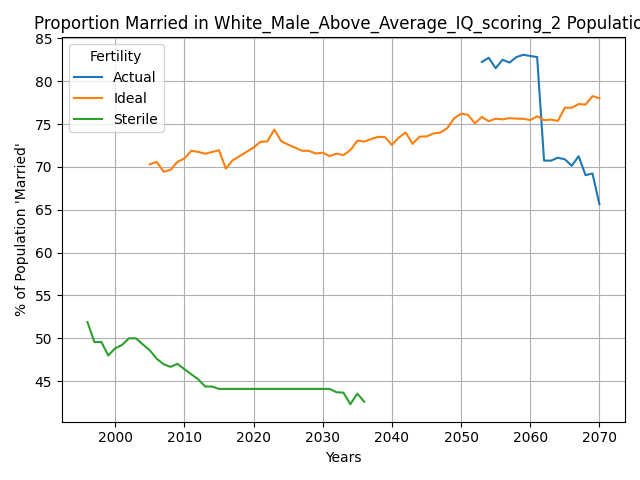 Proportion Married in White_Male_Above_Average_IQ_scoring_2 Populatio
Fertility
Actual
Ideal
Sterile
85
80
75
70
65
60
55
50
45
% of Population 'Married'
2000 2010 2020 2030 2040 2050 2060 2070
Years